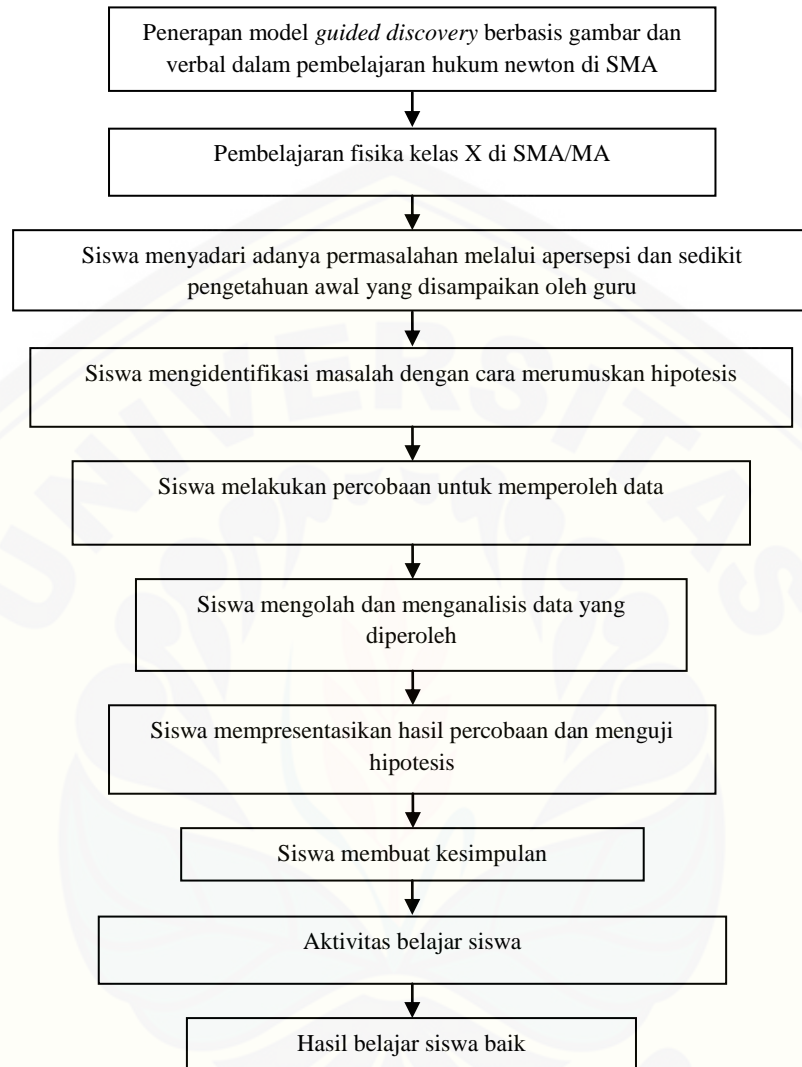 Penerapan model guided discovery berbasis gambar dan
verbal dalam pembelajaran hukum newton di SMA
Pembelajaran fisika kelas X di SMA/MA
Siswa menyadari adanya permasalahan melalui apersepsi dan sedikit
pengetahuan awal yang disampaikan oleh guru
Siswa mengidentifikasi masalah dengan cara merumuskan hipotesis
Siswa melakukan percobaan untuk memperoleh data
Siswa mengolah dan menganalisis data yang
diperoleh
Siswa mempresentasikan hasil percobaan dan menguji
hipotesis
Siswa membuat kesimpulan
Aktivitas belajar siswa
Hasil belajar siswa baik
UNIVERSITAS